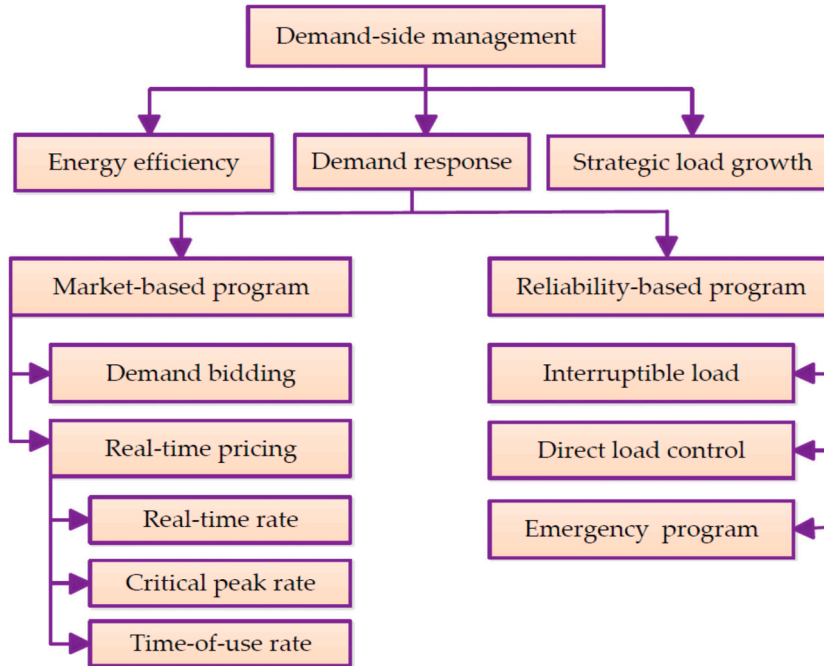 Demand-side management
Energy efficiency
Demand response
Strategic load growth
Market-based program
Reliability-based program
Demand bidding
Interruptible load
Real-time pricing
Direct load control
Real-time rate
Emergency program
Critical peak rate
Time-of-use rate